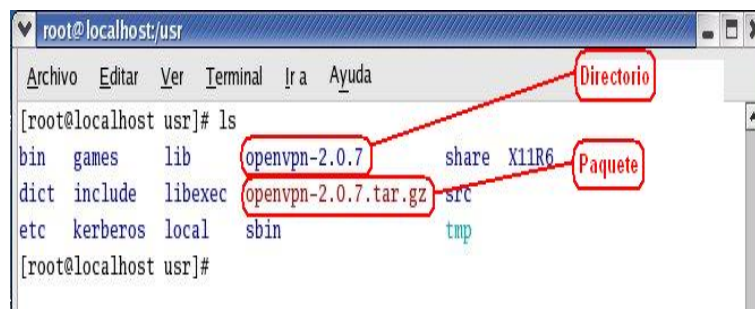 root@localhost:/usr
Archivo Editar Ver Terminal Ir a Ayuda
Directorio
[root@localhost usr]# ls
bin games lib openvpn-2.0.7 share X11R6
Paquete
dict include libexec openvpn-2.0.7.tar.gz src
etc kerberos local sbin tmp
[root@localhost usr]#